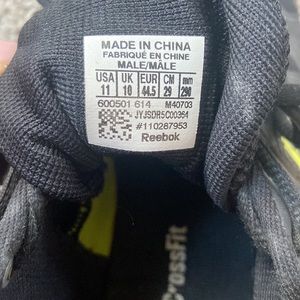 MADE IN CHINA
FABRIQUÉ EN CHINE
MALE/MÂLE
USA UK EUR CM mm
11 10 44.5 29 290
600501 614 M40703
JYJSDR5C00364
#110287953
Reebok
CrossFit